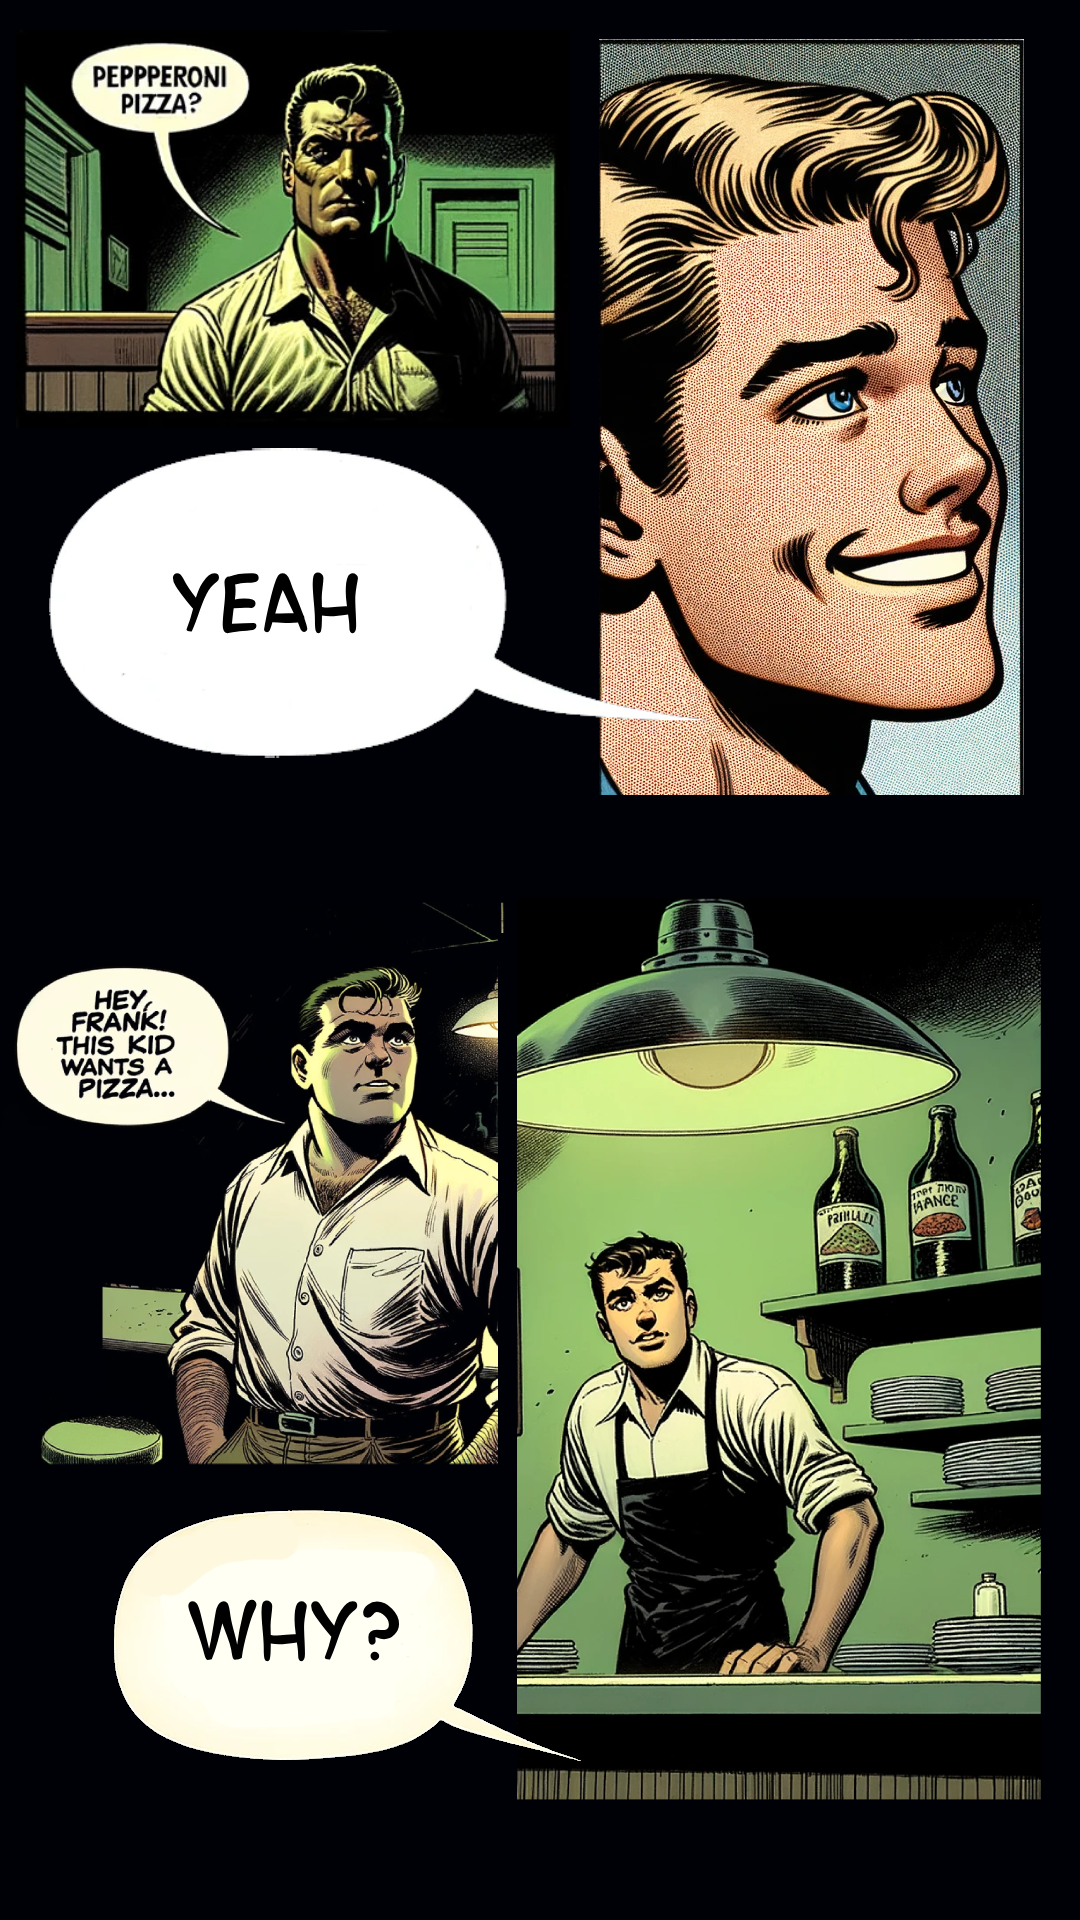 PEPPPERONI
PIZZA?
YEAH
HEY,
FRANK!
THIS KID
WANTS A
PIZZA...
WHY?